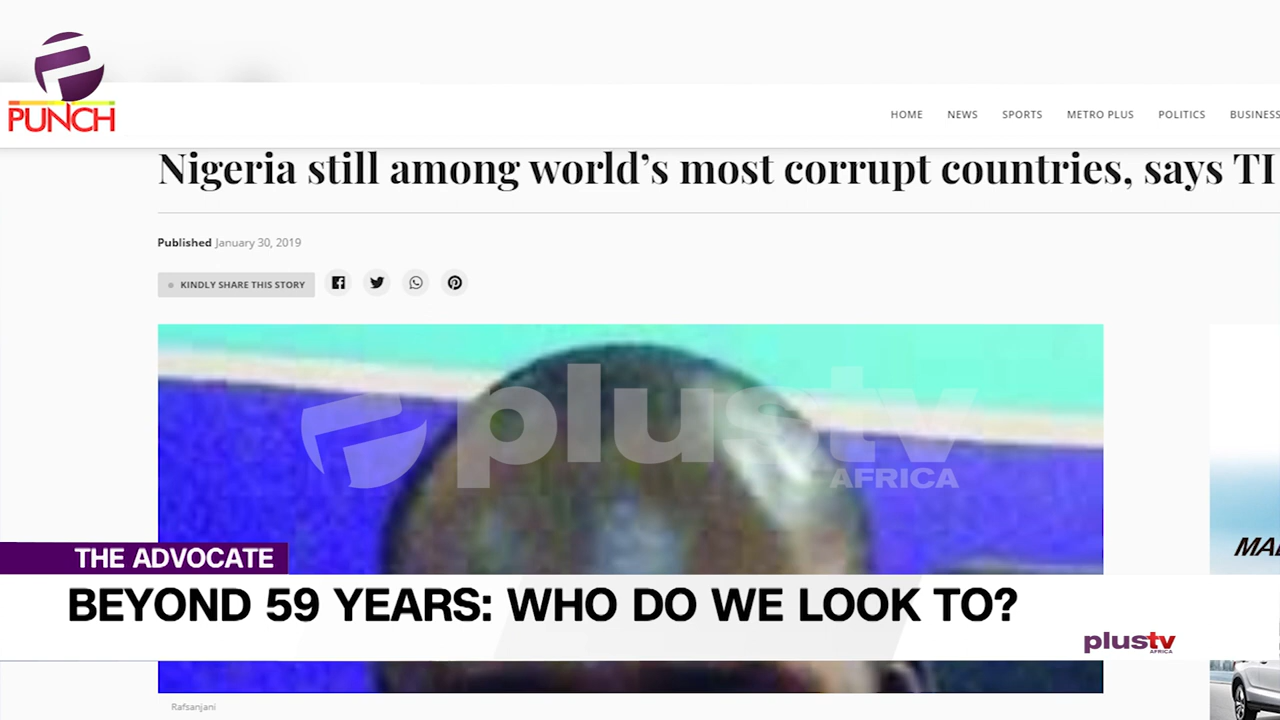 PUNCH
HOME NEWS SPORTS METRO PLUS POLITICS BUSINESS
Nigeria still among world's most corrupt countries, says TI
Published January 30, 2019
KINDLY SHARE THIS STORY
plustv
AFRICA
MA
THE ADVOCATE
BEYOND 59 YEARS: WHO DO WE LOOK TO?
plustv
AFRICA
Rafsanjani